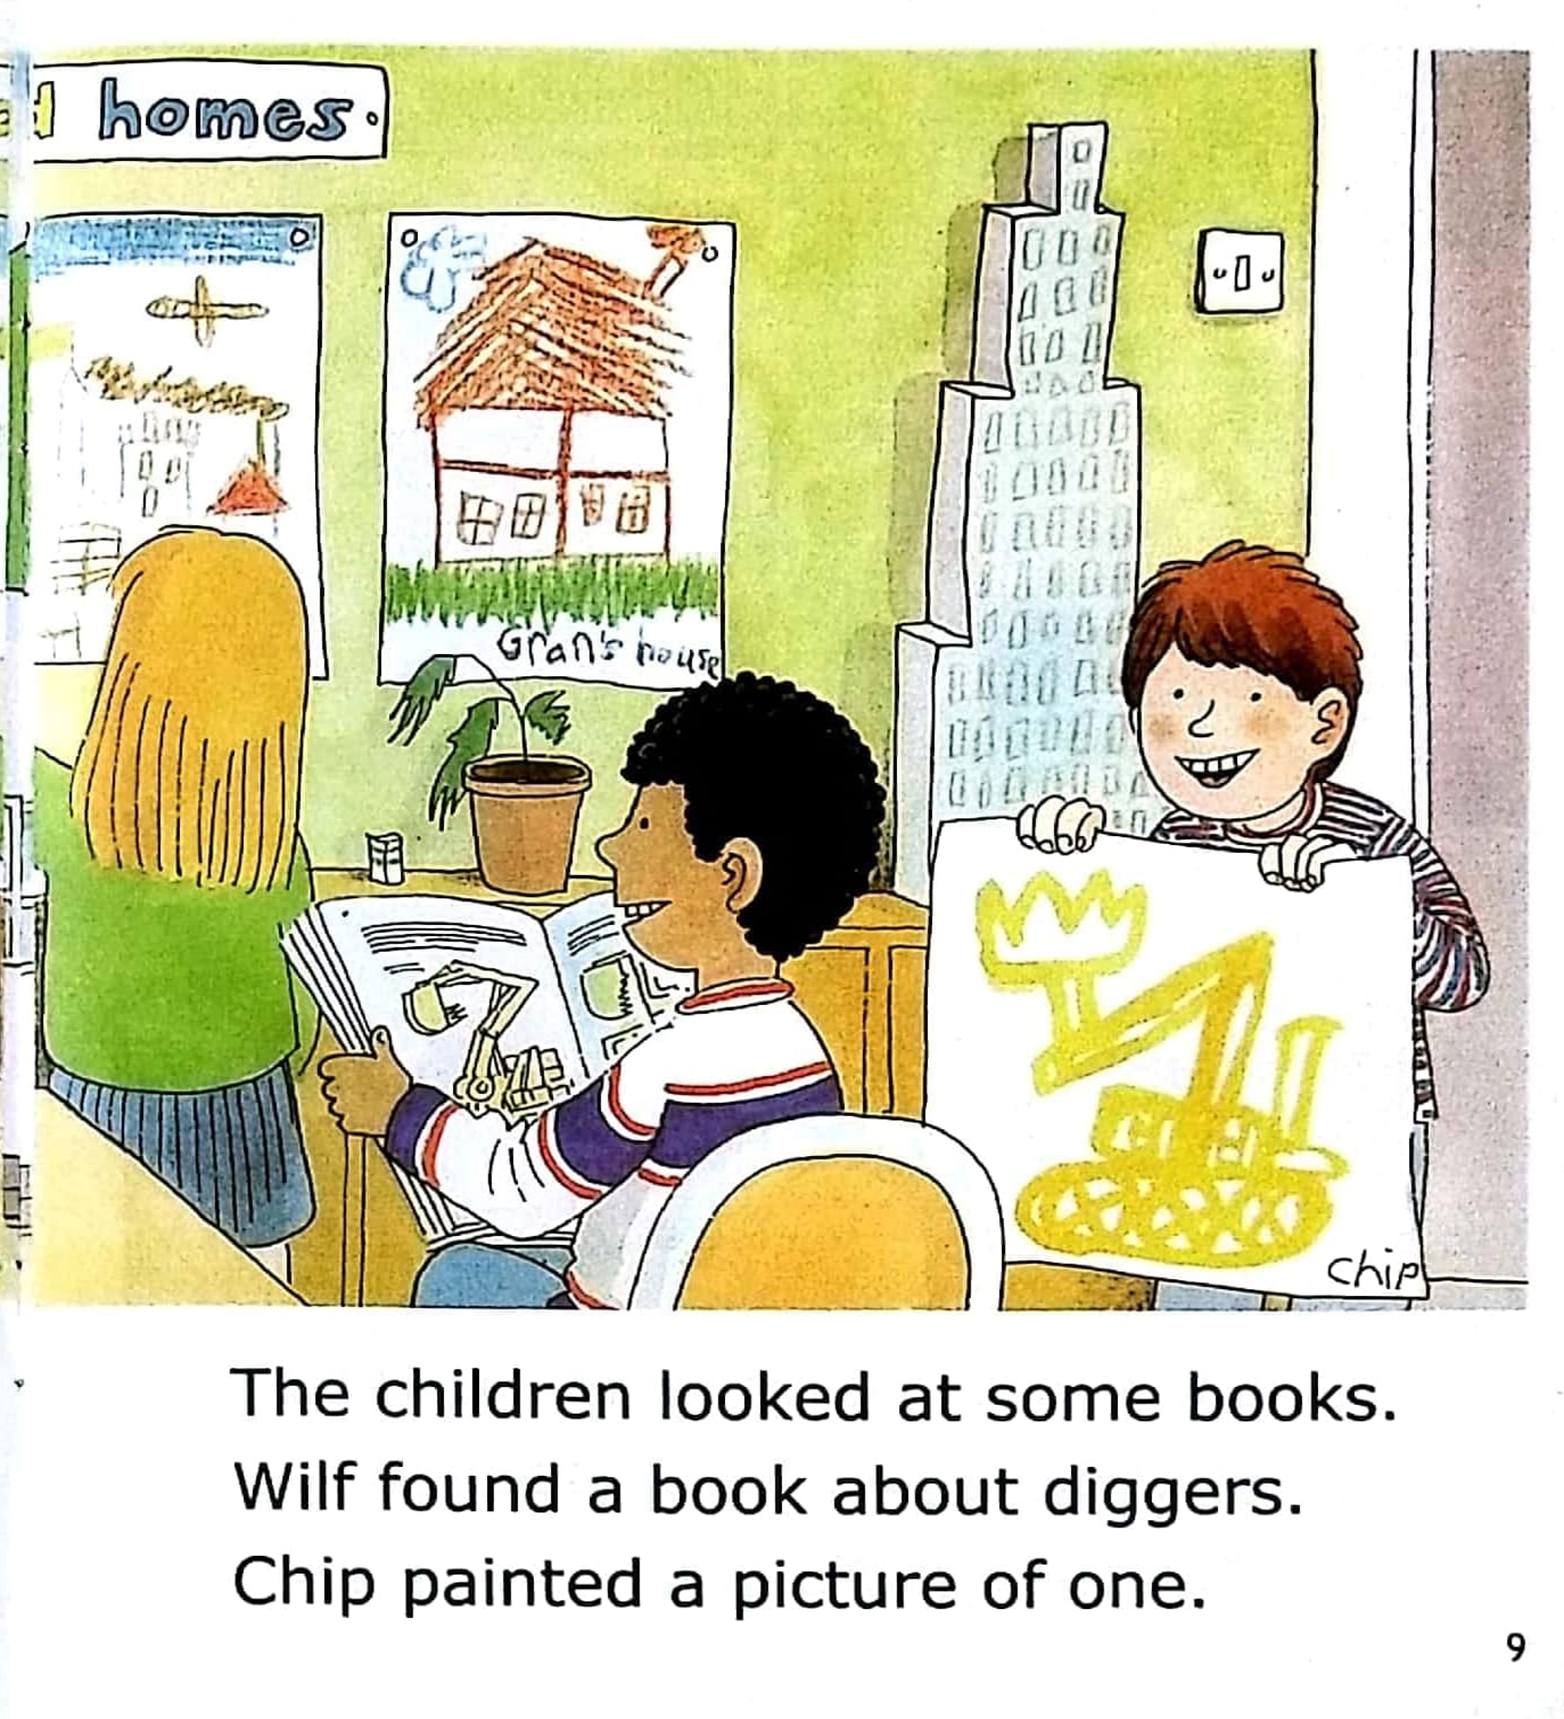 homes.
Gran's house
Chip
The children looked at some books.
Wilf found a book about diggers.
Chip painted a picture of one.
9